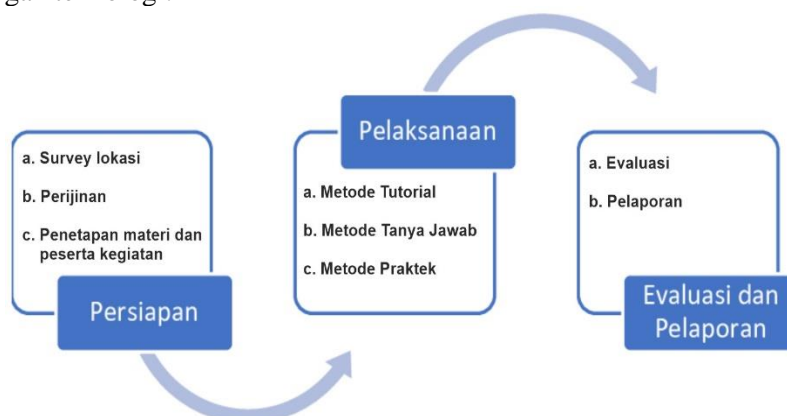 a. Survey lokasi
b. Perijinan
c. Penetapan materi dan
peserta kegiatan
Persiapan
Pelaksanaan
a. Metode Tutorial
b. Metode Tanya Jawab
c. Metode Praktek
a. Evaluasi
b. Pelaporan
Evaluasi dan
Pelaporan